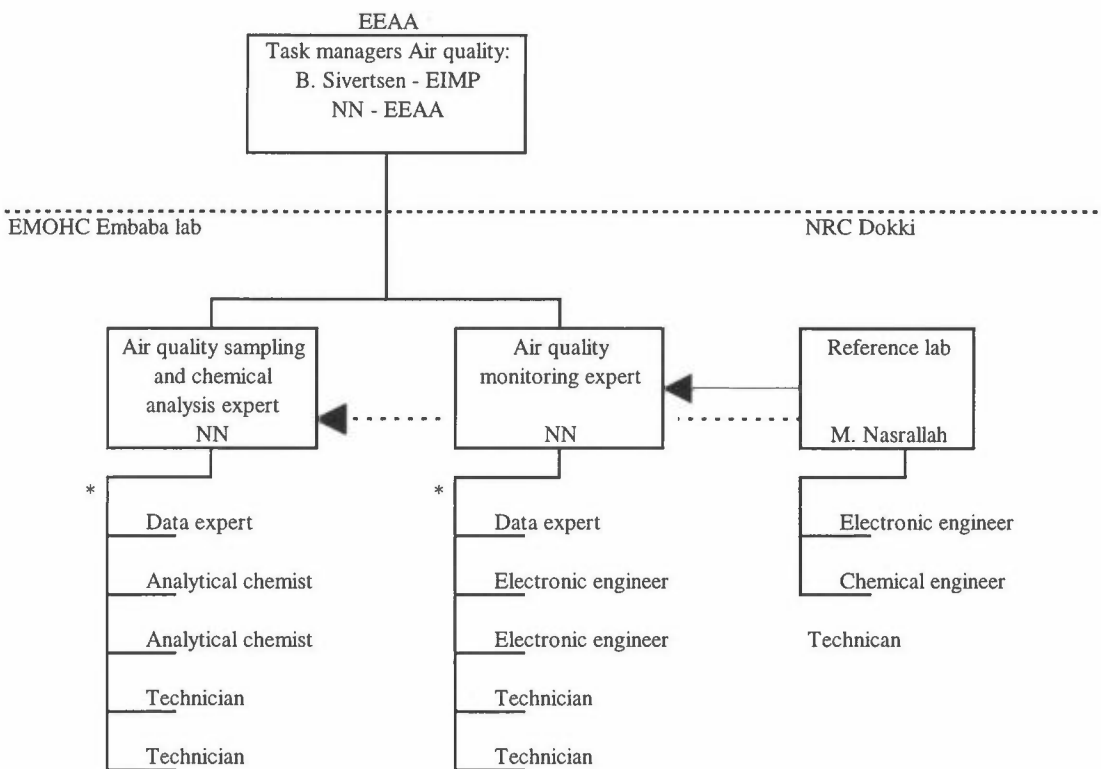 EEAA
Task managers Air quality:
B. Sivertsen - EIMP
NN - EEAA
EMOHC Embaba lab
NRC Dokki
Air quality sampling
and chemical
analysis expert
NN
Air quality
monitoring expert
NN
Reference lab
M. Nasrallah
*
Data expert
Analytical chemist
Analytical chemist
Technician
Technician
*
Data expert
Electronic engineer
Electronic engineer
Technician
Technician
Electronic engineer
Chemical engineer
Technican